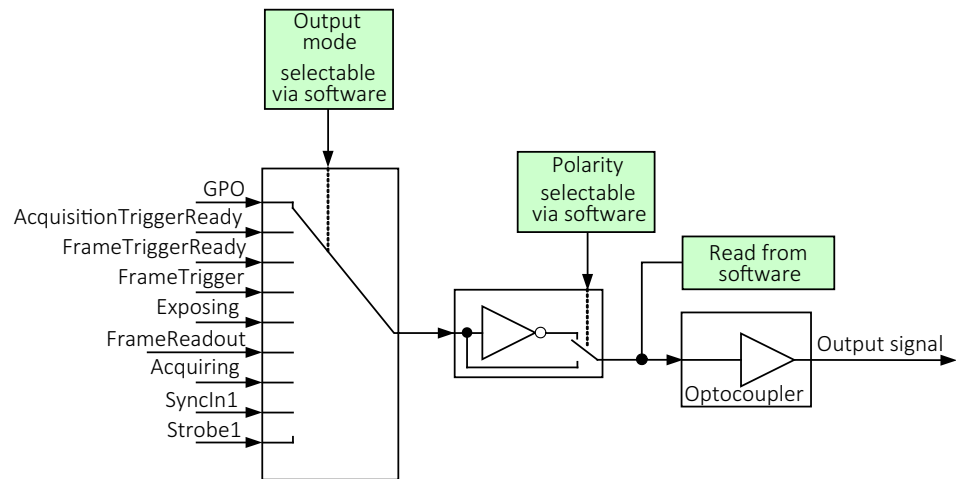 Output
mode
selectable
via software
Polarity
selectable
via software
Read from
software
GPO
AcquisitionTriggerReady
FrameTriggerReady
FrameTrigger
Exposing
FrameReadout
Acquiring
SyncIn1
Strobe1
Optocoupler
Output signal